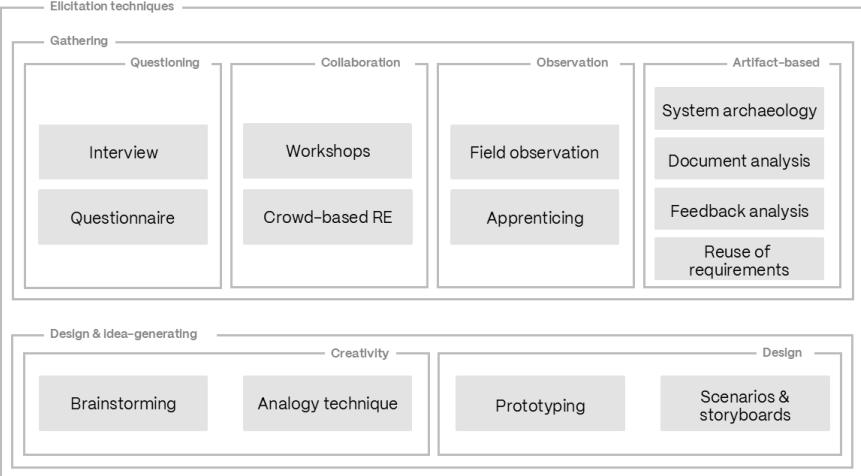 Elicitation techniques
Gathering
Questioning
Collaboration
Observation
Artifact-based
Interview
Questionnaire
Workshops
Crowd-based RE
Field observation
Apprenticing
System archaeology
Document analysis
Feedback analysis
Reuse of
requirements
Design & idea-generating
Creativity
Design
Brainstorming
Analogy technique
Prototyping
Scenarios &
storyboards